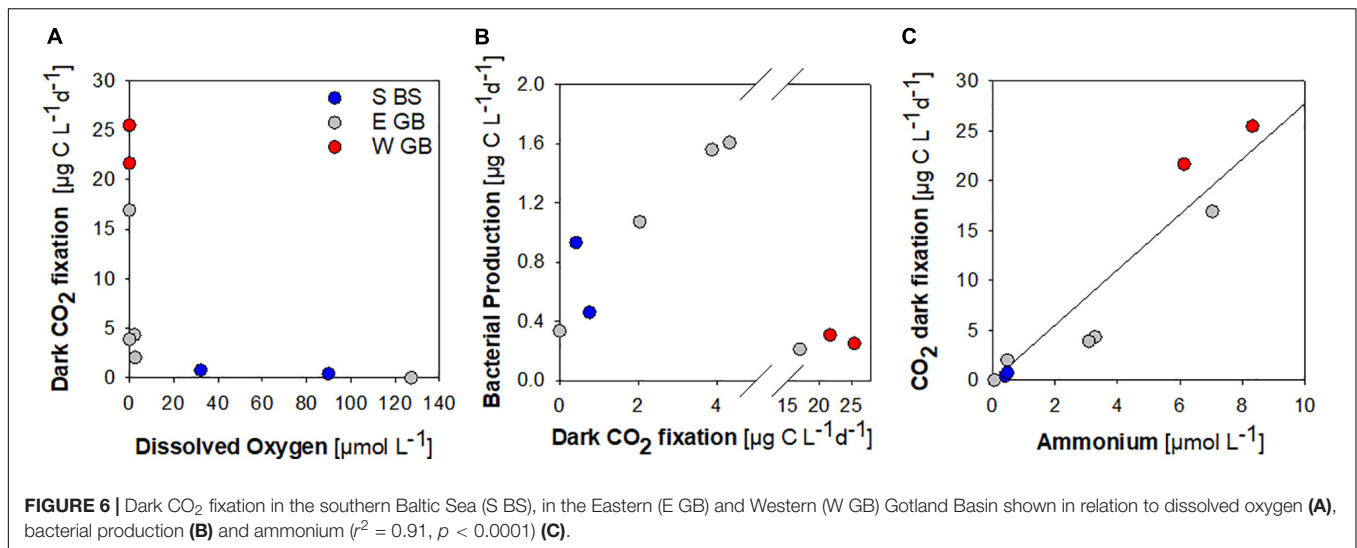 A
Dark CO₂ fixation [µg C L⁻¹d⁻¹]
30
25
20
15
10
5
0
S BS
E GB
W GB
0 20 40 60 80 100 120 140
Dissolved Oxygen [µmol L⁻¹]
B
Bacterial Production [µg C L⁻¹d⁻¹]
2.0
1.6
1.2
0.8
0.4
0.0
0 2 4 15 20 25
Dark CO₂ fixation [µg C L⁻¹d⁻¹]
C
CO₂ dark fixation [µg C L⁻¹d⁻¹]
30
25
20
15
10
5
0
0 2 4 6 8 10
Ammonium [µmol L⁻¹]
FIGURE 6 | Dark CO₂ fixation in the southern Baltic Sea (S BS), in the Eastern (E GB) and Western (W GB) Gotland Basin shown in relation to dissolved oxygen (A),
bacterial production (B) and ammonium (r² = 0.91, p < 0.0001) (C).